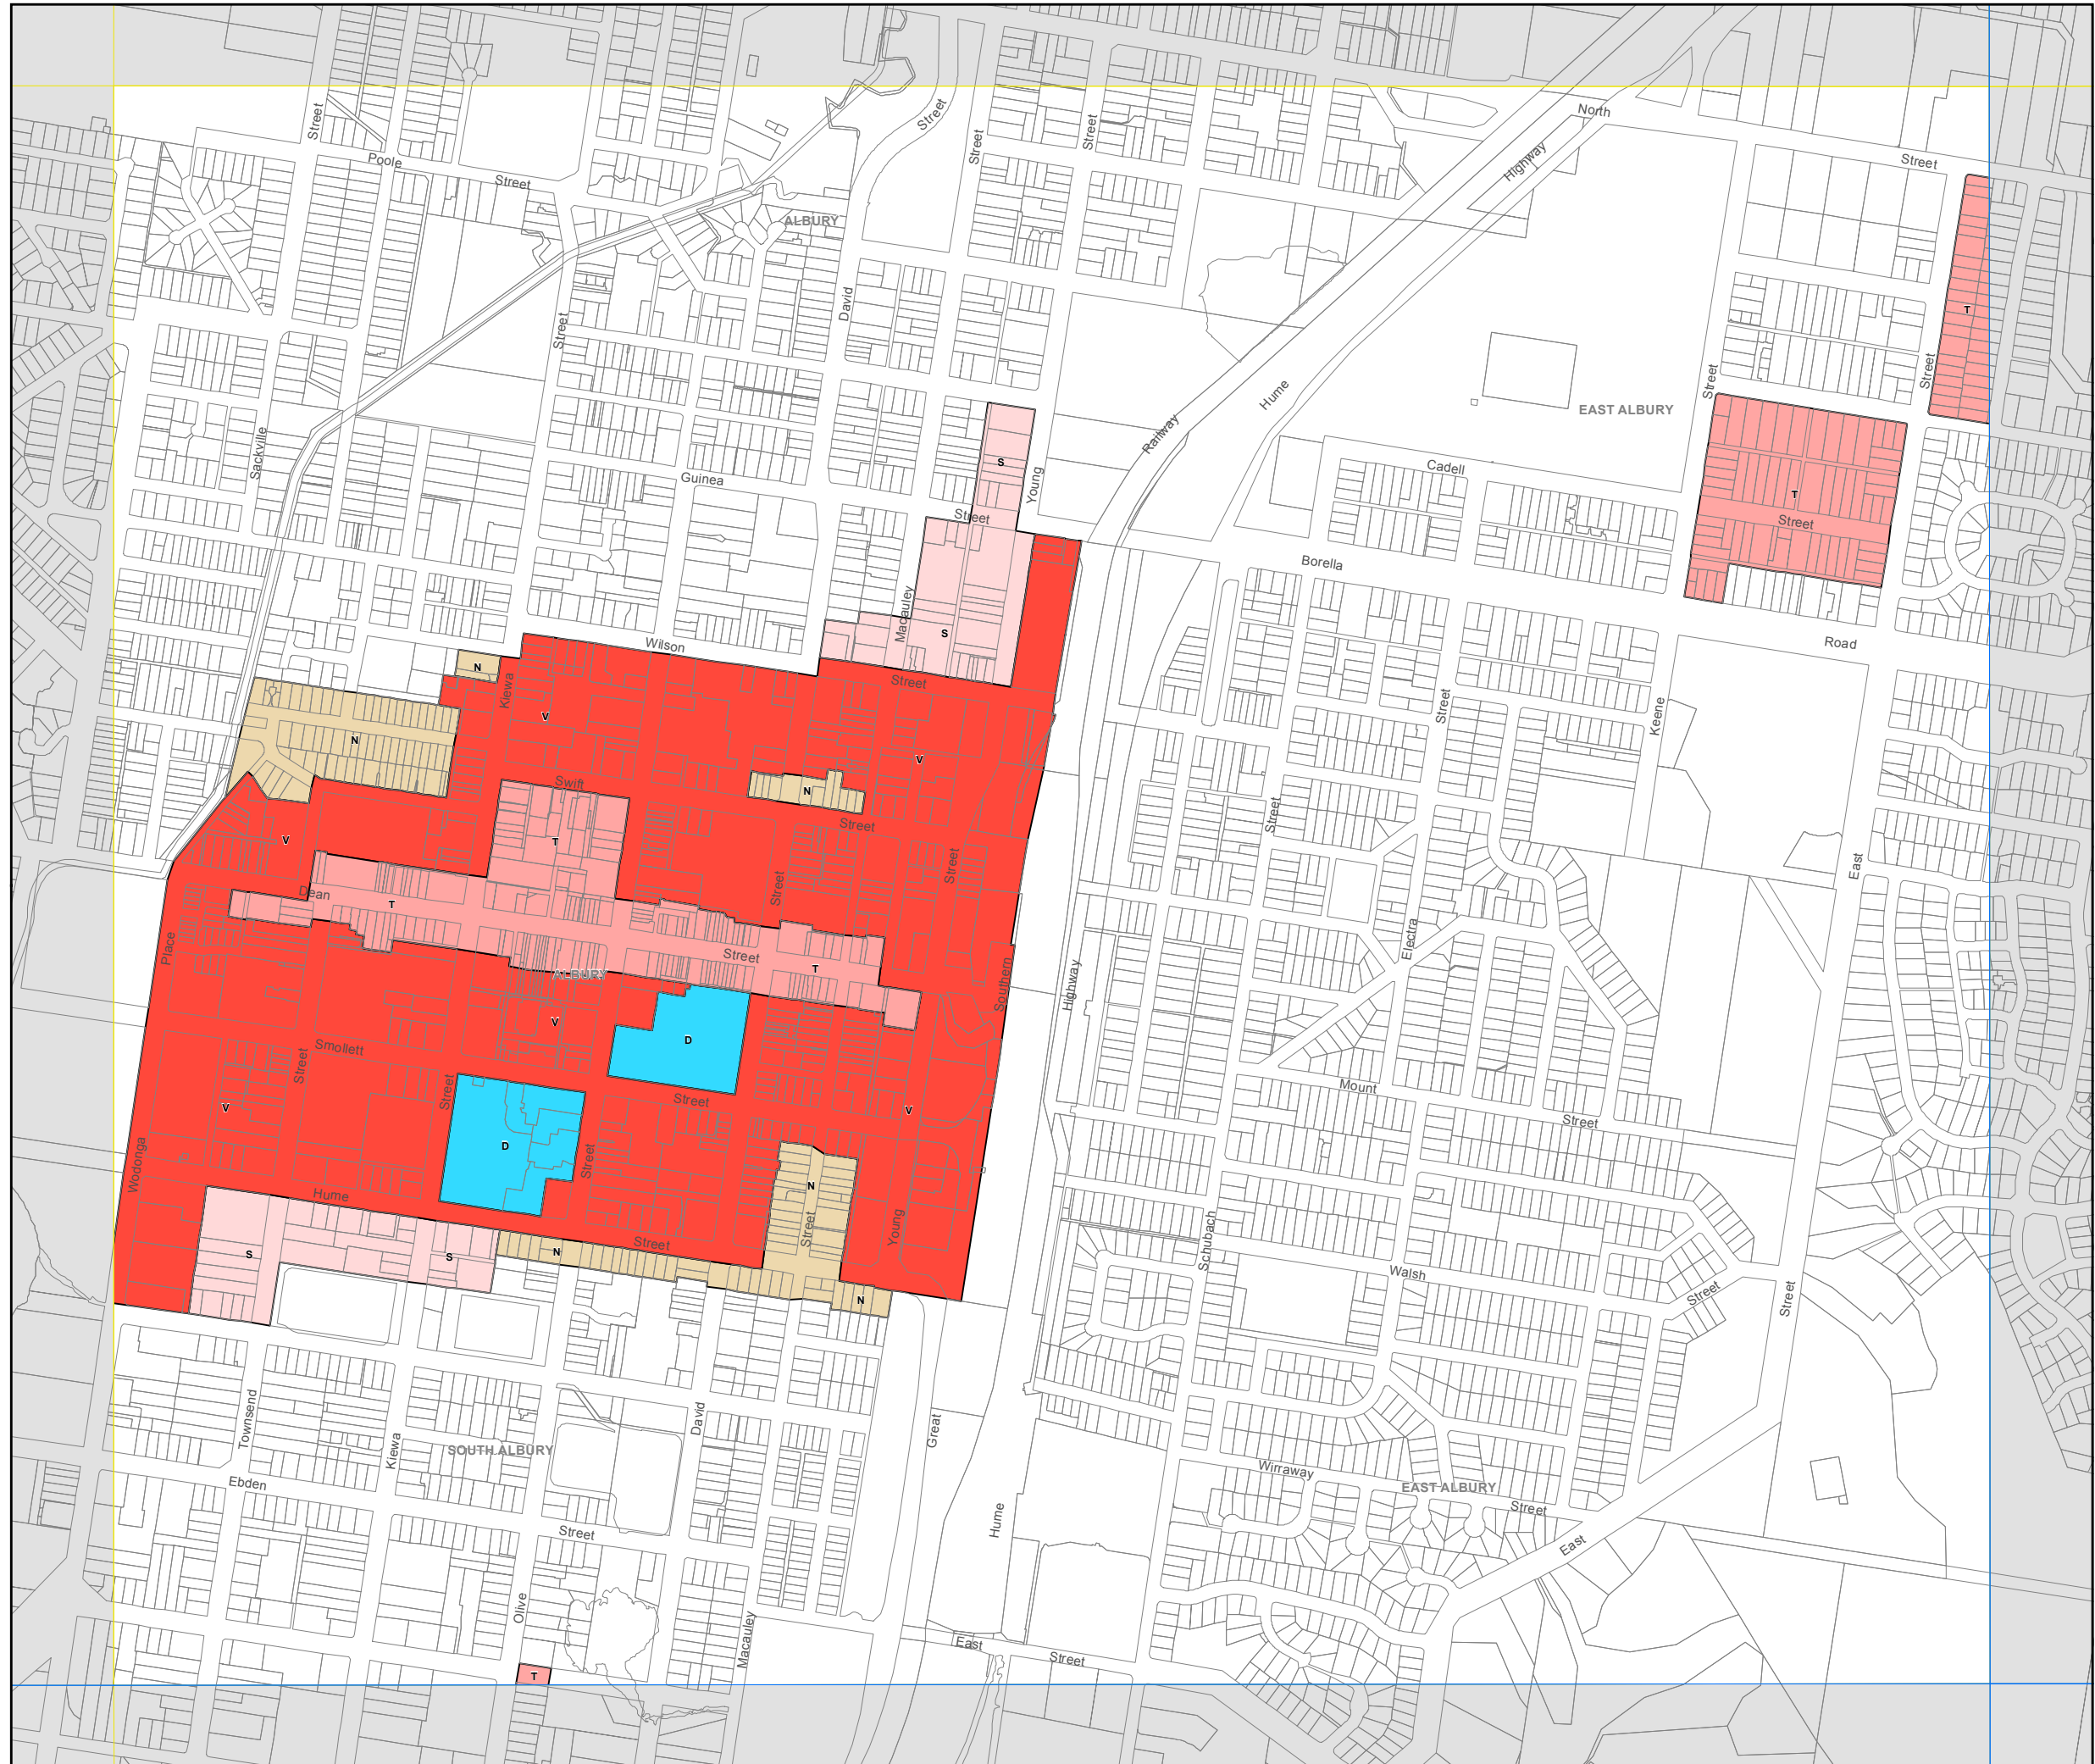 North
Street
Street
Street
Street
Highway
Street
Poole
Street
ALBURY
David
Street
T
Street
Street
Hume
EAST ALBURY
Railway
Sackville
S
Cadell
Guinea
Young
T
Street
Street
Borella
Macauley
S
Road
Wilson
N
Street
Kiewa
V
Street
Keene
N
V
Swift
N
Street
Street
V
T
Street
Street
East
Dean
T
Street
Electra
Place
Street
T
ALBURY
Southern
Highway
V
D
Smollett
Street
Street
Mount
Street
V
Street
V
D
Street
Wodonga
N
Hume
Street
Young
Schubach
Street
S
S
N
Walsh
Street
Street
N
Townsend
David
Great
Kiewa
SOUTH ALBURY
Ebden
Wirraway
EAST ALBURY
Street
Hume
Street
East
Olive
Macauley
East
Street
T